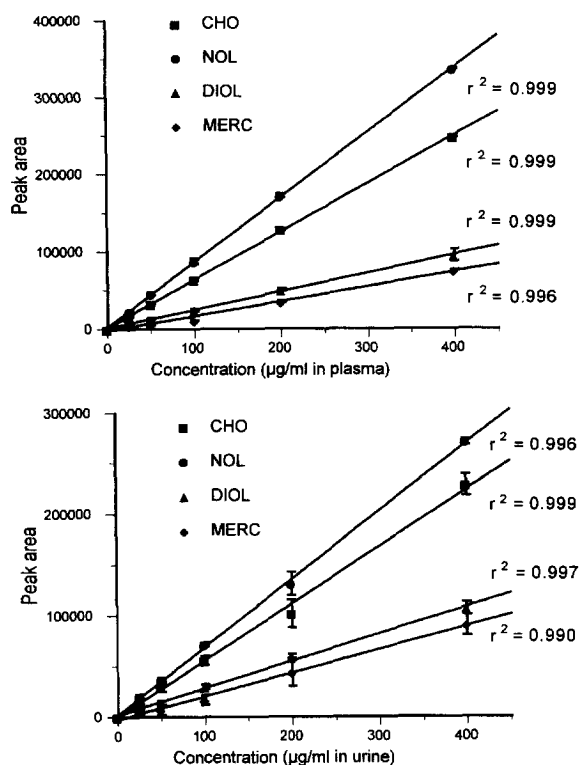 400000
300000
200000
100000
0
Peak area
CHO
NOL
DIOL
MERC
r² = 0.999
r² = 0.999
r² = 0.999
r² = 0.996
0 100 200 300 400
Concentration (µg/ml in plasma)
300000
200000
100000
0
Peak area
CHO
NOL
DIOL
MERC
r² = 0.996
r² = 0.999
r² = 0.997
r² = 0.990
0 100 200 300 400
Concentration (µg/ml in urine)